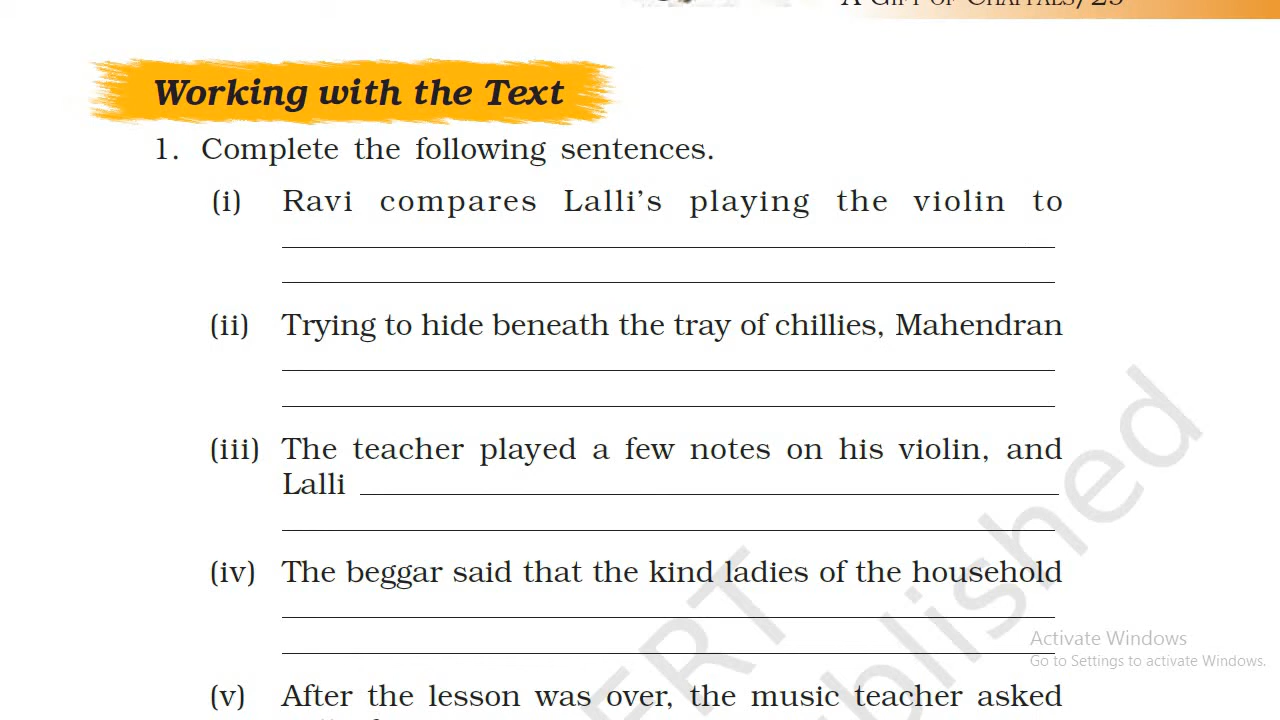 Working with the Text
1. Complete the following sentences.
(i) Ravi compares Lalli's playing the violin to
(ii) Trying to hide beneath the tray of chillies, Mahendran
(iii) The teacher played a few notes on his violin, and
Lalli
(iv) The beggar said that the kind ladies of the household
(v) After the lesson was over, the music teacher asked
Activate Windows
Go to Settings to activate Windows.